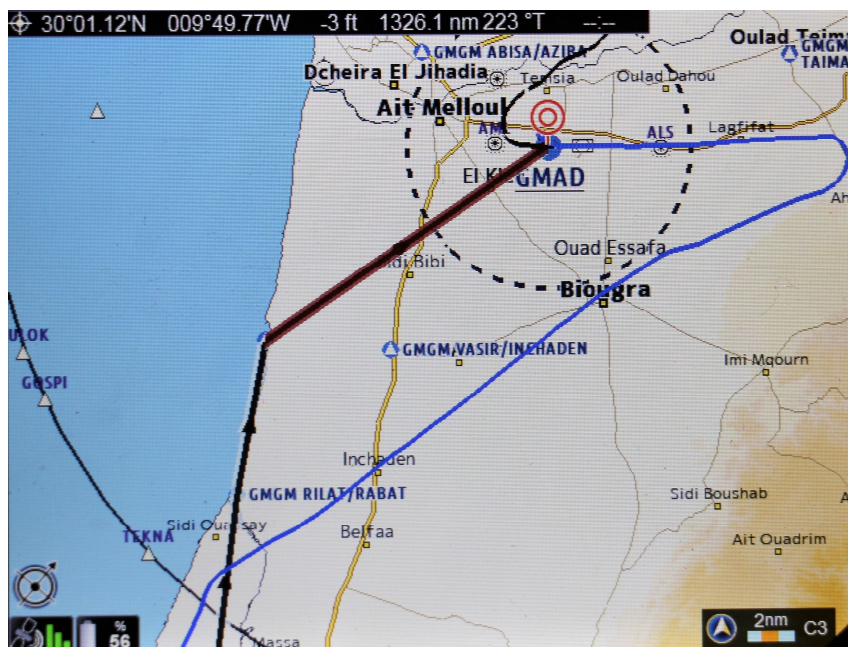 30°01.12'N 009°49.77'W -3 ft 1326.1 nm 223 °T --:--
GMGM ABISA/AZIRA
Oulad Teima
GMGM
TAIMA
Dcheira El Jihadia
Temsia
Oulad Dahou
Ait Melloul
AM
ALS
Lagfifat
El K
GMAD
Ah
Ouad Essafa
Sidi Bibi
Biougra
ULOK
GMGM VASIR/INCHADEN
Imi Mqourn
GOSPI
Inchaden
GMGM RILAT/RABAT
Sidi Boushab
A
Sidi Ouassay
TEKNA
Belfaa
Ait Ouadrim
A
Massa
%
56
2nm
C3